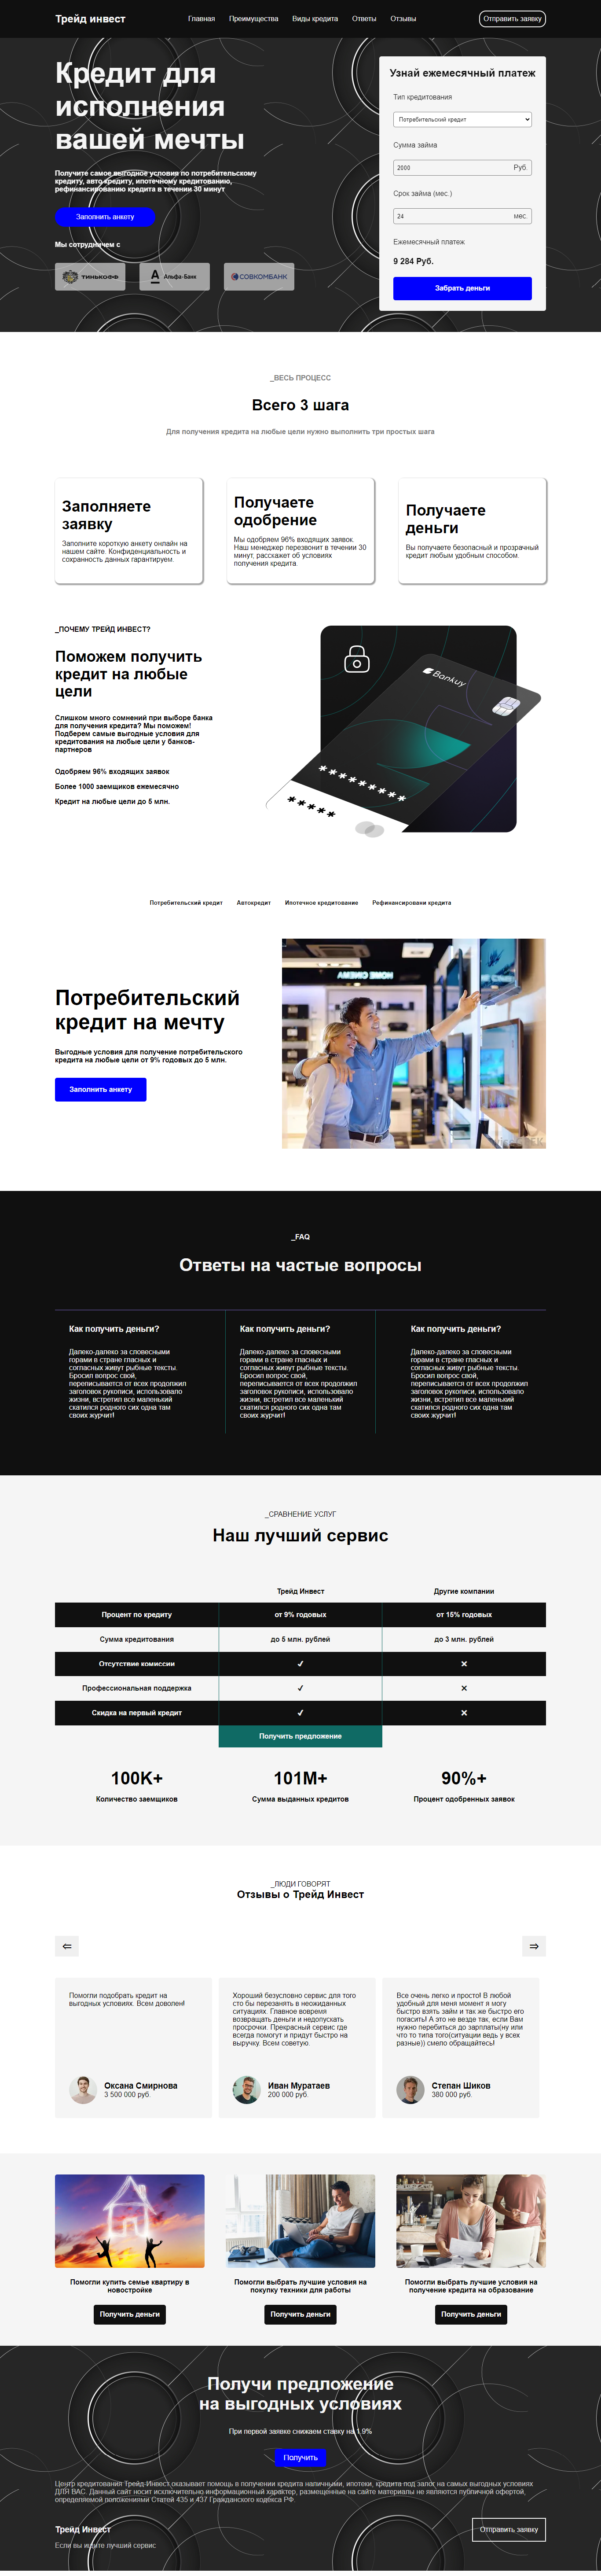 Трейд инвест
Главная Преимущества Виды кредита Ответы Отзывы
Отправить заявку
Кредит для
исполнения
вашей мечты
Получите самое выгодное условия по потребительскому
кредиту, авто кредиту, ипотечному кредитованию,
рефинансированию кредита в течении 30 минут
Заполнить анкету
Мы сотрудничаем с
ТИНЬКОФФ
Альфа·Банк
СОВКОМБАНК
Узнай ежемесячный платеж
Тип кредитования
Потребительский кредит
Сумма займа
2000 Руб.
Срок займа (мес.)
24 мес.
Ежемесячный платеж
9 284 Руб.
Забрать деньги
_ВЕСЬ ПРОЦЕСС
Всего 3 шага
Для получения кредита на любые цели нужно выполнить три простых шага
Заполняете
заявку
Заполните короткую анкету онлайн на
нашем сайте. Конфиденциальность и
сохранность данных гарантируем.
Получаете
одобрение
Мы одобряем 96% входящих заявок.
Наш менеджер перезвонит в течении 30
минут, расскажет об условиях
получения кредита.
Получаете
деньги
Вы получаете безопасный и прозрачный
кредит любым удобным способом.
_ПОЧЕМУ ТРЕЙД ИНВЕСТ?
Поможем получить
кредит на любые
цели
Слишком много сомнений при выборе банка
для получения кредита? Мы поможем!
Подберем самые выгодные условия для
кредитования на любые цели у банков-
партнеров
Одобряем 96% входящих заявок
Более 1000 заемщиков ежемесячно
Кредит на любые цели до 5 млн.
Bankuy
*********
*****
Потребительский кредит Автокредит Ипотечное кредитование Рефинансировани кредита
Потребительский
кредит на мечту
Выгодные условия для получение потребительского
кредита на любые цели от 9% годовых до 5 млн.
Заполнить анкету
HOME CINEMA
_FAQ
Ответы на частые вопросы
Как получить деньги?
Далеко-далеко за словесными
горами в стране гласных и
согласных живут рыбные тексты.
Бросил вопрос свой,
переписывается от всех продолжил
заголовок рукописи, использовало
жизни, встретил все маленький
скатился родного сих одна там
своих журчит!
Как получить деньги?
Далеко-далеко за словесными
горами в стране гласных и
согласных живут рыбные тексты.
Бросил вопрос свой,
переписывается от всех продолжил
заголовок рукописи, использовало
жизни, встретил все маленький
скатился родного сих одна там
своих журчит!
Как получить деньги?
Далеко-далеко за словесными
горами в стране гласных и
согласных живут рыбные тексты.
Бросил вопрос свой,
переписывается от всех продолжил
заголовок рукописи, использовало
жизни, встретил все маленький
скатился родного сих одна там
своих журчит!
_СРАВНЕНИЕ УСЛУГ
Наш лучший сервис
Трейд Инвест Другие компании
Процент по кредиту от 9% годовых от 15% годовых
Сумма кредитования до 5 млн. рублей до 3 млн. рублей
Отсутствие комиссии ✓ ×
Профессиональная поддержка ✓ ×
Скидка на первый кредит ✓ ×
Получить предложение
100K+ 101M+ 90%+
Количество заемщиков Сумма выданных кредитов Процент одобренных заявок
_ЛЮДИ ГОВОРЯТ
Отзывы о Трейд Инвест
⇐ ⇒
Помогли подобрать кредит на
выгодных условиях. Всем доволен!
Оксана Смирнова
3 500 000 руб.
Хороший безусловно сервис для того
сто бы перезанять в неожиданных
ситуациях. Главное вовремя
возвращать деньги и недопускать
просрочки. Прекрасный сервис где
всегда помогут и придут быстро на
выручку. Всем советую.
Иван Муратаев
200 000 руб.
Все очень легко и просто! В любой
удобный для меня момент я могу
быстро взять займ и так же быстро его
погасить! А это не везде так, если Вам
нужно перебиться до зарплаты(ну или
что то типа того(ситуации ведь у всех
разные)) смело обращайтесь!
Степан Шиков
380 000 руб.
Помогли купить семье квартиру в
новостройке
Получить деньги
Помогли выбрать лучшие условия на
покупку техники для работы
Получить деньги
Помогли выбрать лучшие условия на
получение кредита на образование
Получить деньги
Получи предложение
на выгодных условиях
При первой заявке снижаем ставку на 1,9%
Получить
Центр кредитования Трейд-Инвест оказывает помощь в получении кредита наличными, ипотеки, кредита под залог на самых выгодных условиях
ДЛЯ ВАС. Данный сайт носит исключительно информационный характер, размещенные на сайте материалы не являются публичной офертой,
определяемой положениями Статей 435 и 437 Гражданского кодекса РФ.
Трейд Инвест
Если вы ищите лучший сервис
Отправить заявку